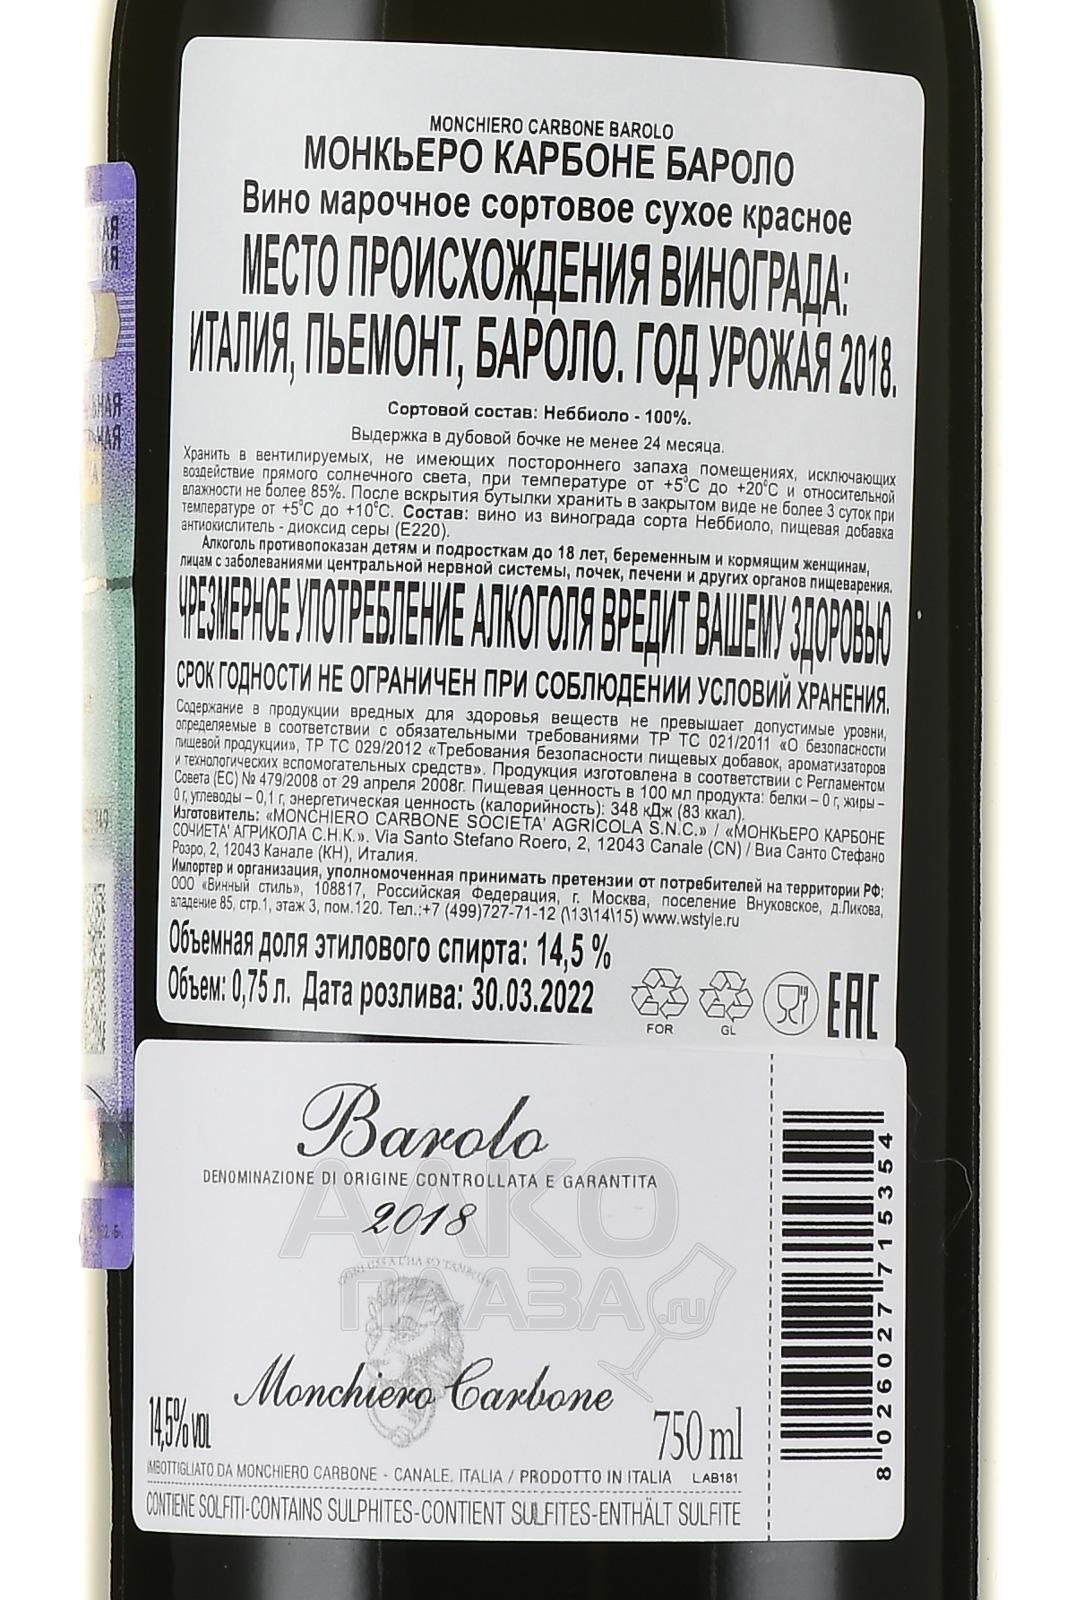 MONCHIERO CARBONE BAROLO
МОНКЬЕРО КАРБОНЕ БАРОЛО
Вино марочное сортовое сухое красное
МЕСТО ПРОИСХОЖДЕНИЯ ВИНОГРАДА:
ИТАЛИЯ, ПЬЕМОНТ, БАРОЛО. ГОД УРОЖАЯ 2018.
Сортовой состав: Неббиоло - 100%.
Выдержка в дубовой бочке не менее 24 месяца.
Хранить в вентилируемых, не имеющих постороннего запаха помещениях, исключающих
воздействие прямого солнечного света, при температуре от +5°С до +20°С и относительной
влажности не более 85%. После вскрытия бутылки хранить в закрытом виде не более 3 суток при
температуре от +5°С до +10°С. Состав: вино из винограда сорта Неббиоло, пищевая добавка
антиокислитель - диоксид серы (Е220).
Алкоголь противопоказан детям и подросткам до 18 лет, беременным и кормящим женщинам,
лицам с заболеваниями центральной нервной системы, почек, печени и других органов пищеварения.
ЧРЕЗМЕРНОЕ УПОТРЕБЛЕНИЕ АЛКОГОЛЯ ВРЕДИТ ВАШЕМУ ЗДОРОВЬЮ
СРОК ГОДНОСТИ НЕ ОГРАНИЧЕН ПРИ СОБЛЮДЕНИИ УСЛОВИЙ ХРАНЕНИЯ.
Содержание в продукции вредных для здоровья веществ не превышает допустимые уровни,
определяемые в соответствии с обязательными требованиями ТР ТС 021/2011 «О безопасности
пищевой продукции», ТР ТС 029/2012 «Требования безопасности пищевых добавок, ароматизаторов
и технологических вспомогательных средств». Продукция изготовлена в соответствии с Регламентом
Совета (ЕС) № 479/2008 от 29 апреля 2008г. Пищевая ценность в 100 мл продукта: белки – 0 г, жиры –
0 г, углеводы – 0,1 г, энергетическая ценность (калорийность): 348 кДж (83 ккал).
Изготовитель: «MONCHIERO CARBONE SOCIETA' AGRICOLA S.N.C.» / «МОНКЬЕРО КАРБОНЕ
СОЧИЕТА' АГРИКОЛА С.Н.К.». Via Santo Stefano Roero, 2, 12043 Canale (CN) / Виа Санто Стефано
Роэро, 2, 12043 Канале (КН), Италия.
Импортер и организация, уполномоченная принимать претензии от потребителей на территории РФ:
ООО «Винный стиль», 108817, Российская Федерация, г. Москва, поселение Внуковское, д.Ликова,
владение 85, стр.1, этаж 3, пом.120. Тел.:+7 (499)727-71-12 (\13\14\15) www.wstyle.ru
Объемная доля этилового спирта: 14,5 %
Объем: 0,75 л. Дата розлива: 30.03.2022
FOR
GL
EAC
Barolo
DENOMINAZIONE DI ORIGINE CONTROLLATA E GARANTITA
2018
АЛКО
ПЛАЗА.ru
Monchiero Carbone
14,5% VOL
750 ml
IMBOTTIGLIATO DA MONCHIERO CARBONE - CANALE, ITALIA / PRODOTTO IN ITALIA LAB181
CONTIENE SOLFITI-CONTAINS SULPHITES-CONTIENT SULFITES-ENTHÄLT SULFITE
8026027715354